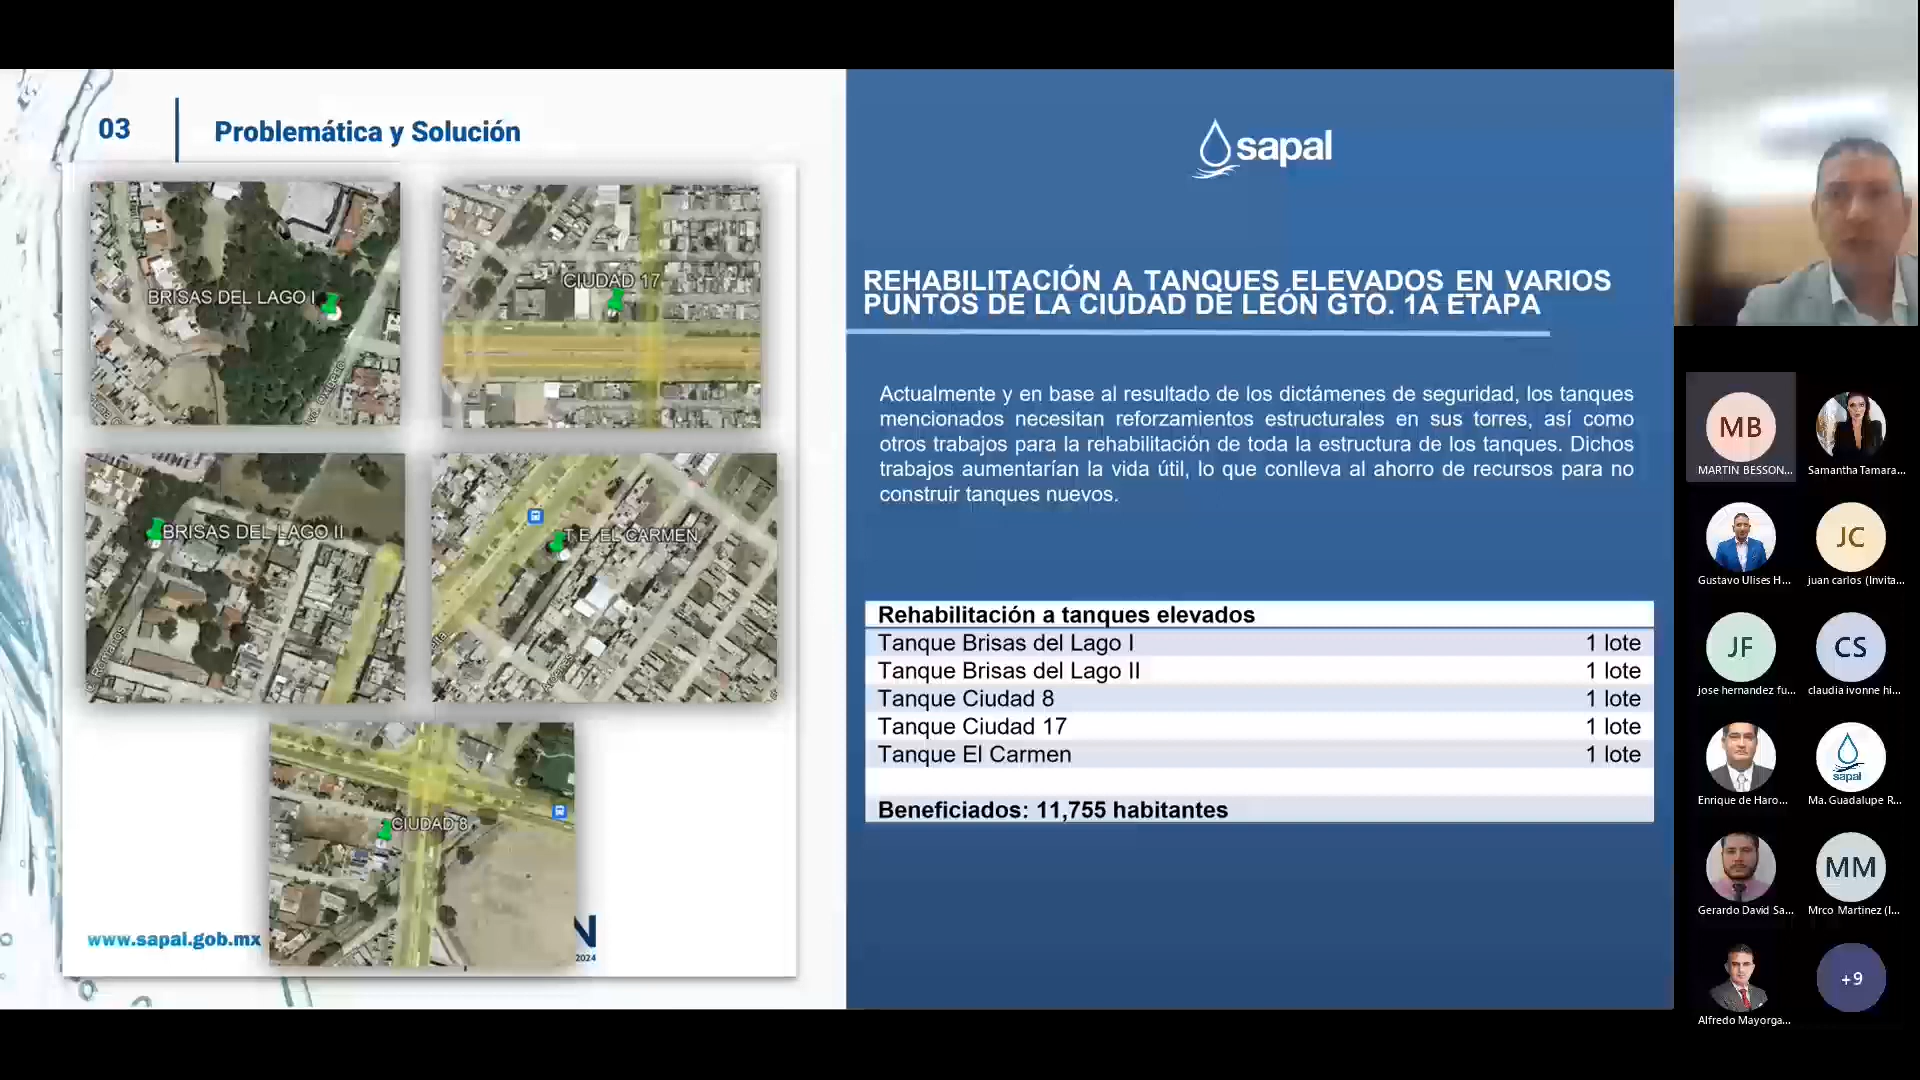 03
Problemática y Solución
BRISAS DEL LAGO I
CIUDAD 17
BRISAS DEL LAGO II
T.E. EL CARMEN
CIUDAD 8
www.sapal.gob.mx
N
2024
sapal
REHABILITACIÓN A TANQUES ELEVADOS EN VARIOS
PUNTOS DE LA CIUDAD DE LEÓN GTO. 1A ETAPA
Actualmente y en base al resultado de los dictámenes de seguridad, los tanques
mencionados necesitan reforzamientos estructurales en sus torres, así como
otros trabajos para la rehabilitación de toda la estructura de los tanques. Dichos
trabajos aumentarían la vida útil, lo que conlleva al ahorro de recursos para no
construir tanques nuevos.
Rehabilitación a tanques elevados
Tanque Brisas del Lago I 1 lote
Tanque Brisas del Lago II 1 lote
Tanque Ciudad 8 1 lote
Tanque Ciudad 17 1 lote
Tanque El Carmen 1 lote
Beneficiados: 11,755 habitantes
MB
MARTIN BESSON...
Samantha Tamara...
Gustavo Ulises H...
JC
juan carlos (Invita...
JF
jose hernandez fu...
CS
claudia ivonne hi...
Enrique de Haro...
sapal
Ma. Guadalupe R...
Gerardo David Sa...
MM
Mrco Martinez (I...
Alfredo Mayorga...
+9